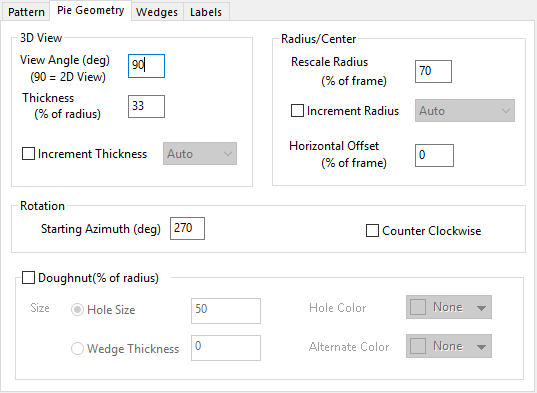 Pattern Pie Geometry Wedges Labels
3D View
View Angle (deg) 90
(90 = 2D View)
Thickness 33
(% of radius)
Increment Thickness Auto
Radius/Center
Rescale Radius 70
(% of frame)
Increment Radius Auto
Horizontal Offset 0
(% of frame)
Rotation
Starting Azimuth (deg) 270 Counter Clockwise
Doughnut(% of radius)
Size Hole Size 50 Hole Color None
Wedge Thickness 0 Alternate Color None